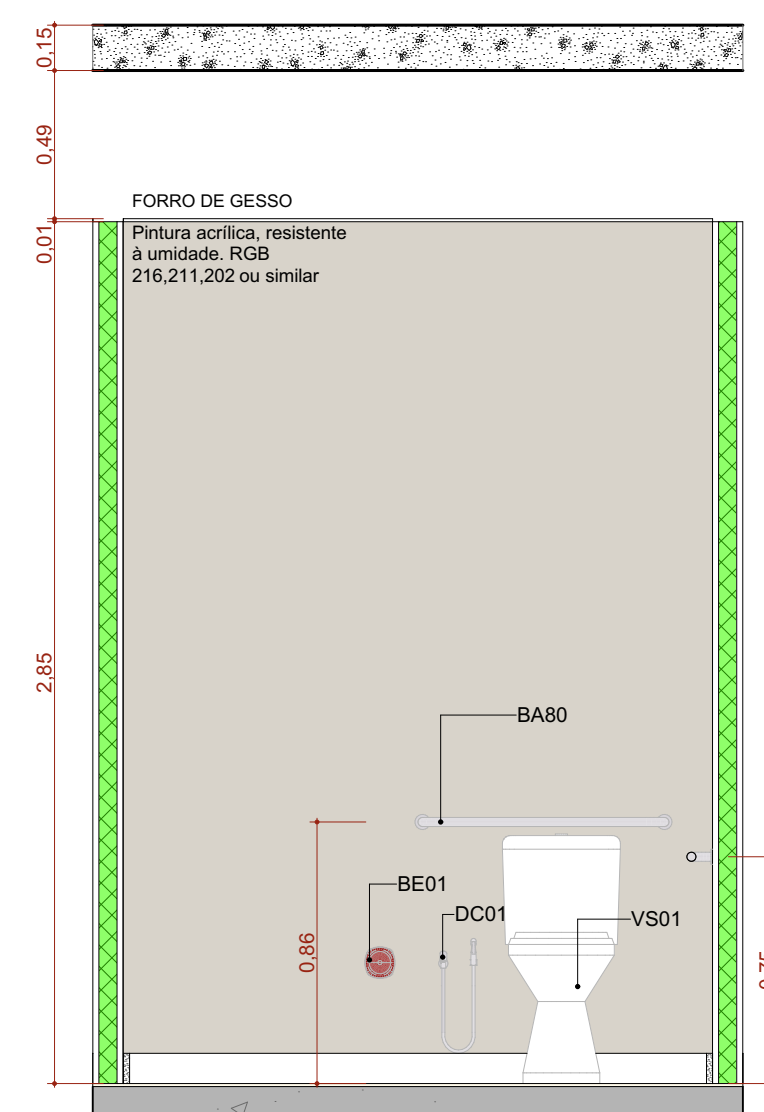 0,15
0,49
FORRO DE GESSO
0,01
Pintura acrílica, resistente
à umidade. RGB
216,211,202 ou similar
2,85
BA80
BE01
DC01
VS01
0,86